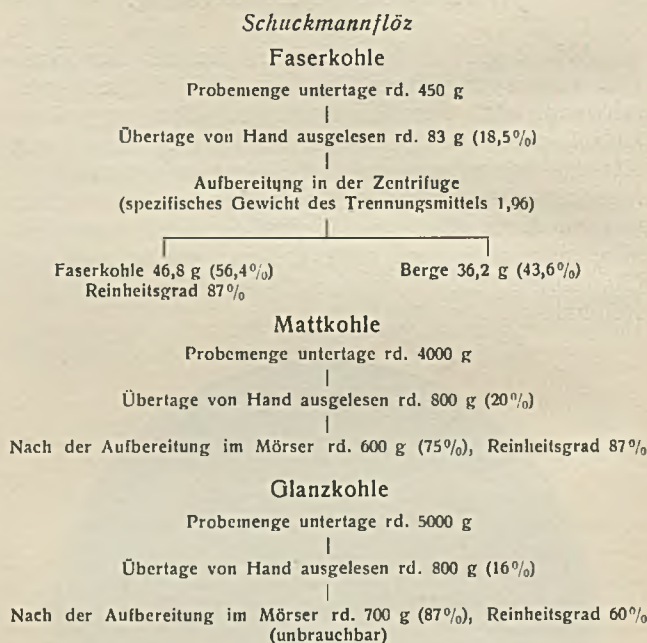 Schuckmannflöz
Faserkohle
Probemenge untertage rd. 450 g
Übertage von Hand ausgelesen rd. 83 g (18,5%)
Aufbereitung in der Zentrifuge
(spezifisches Gewicht des Trennungsmittels 1,96)
Faserkohle 46,8 g (56,4%) Berge 36,2 g (43,6%)
Reinheitsgrad 87%
Mattkohle
Probemenge untertage rd. 4000 g
Übertage von Hand ausgelesen rd. 800 g (20%)
Nach der Aufbereitung im Mörser rd. 600 g (75%), Reinheitsgrad 87%
Glanzkohle
Probemenge untertage rd. 5000 g
Übertage von Hand ausgelesen rd. 800 g (16%)
Nach der Aufbereitung im Mörser rd. 700 g (87%), Reinheitsgrad 60%
(unbrauchbar)